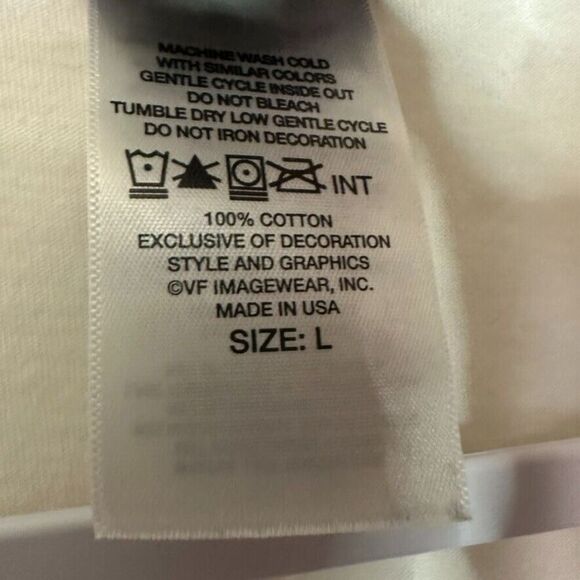 MACHINE WASH COLD
WITH SIMILAR COLORS
GENTLE CYCLE INSIDE OUT
DO NOT BLEACH
TUMBLE DRY LOW GENTLE CYCLE
DO NOT IRON DECORATION
INT
100% COTTON
EXCLUSIVE OF DECORATION
STYLE AND GRAPHICS
©VF IMAGEWEAR, INC.
MADE IN USA
SIZE: L